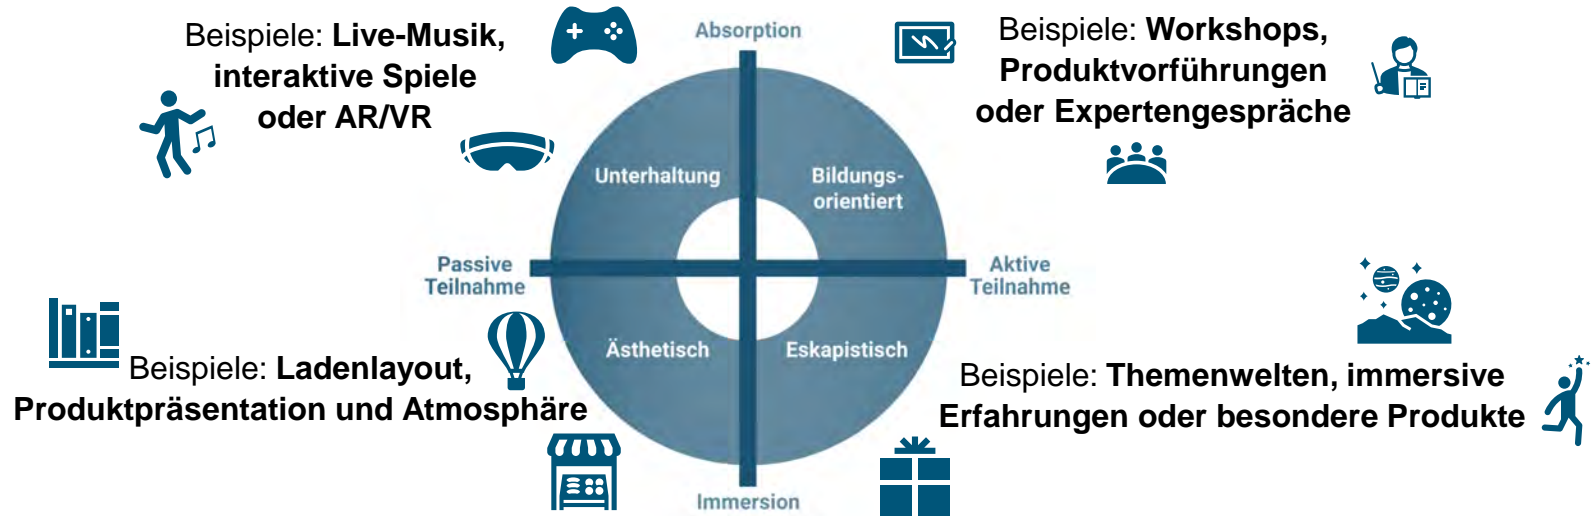 Beispiele: Live-Musik,
interaktive Spiele
oder AR/VR
Absorption
Beispiele: Workshops,
Produktvorführungen
oder Expertengespräche
Unterhaltung
Bildungs-
orientiert
Passive
Teilnahme
Aktive
Teilnahme
Ästhetisch
Eskapistisch
Beispiele: Ladenlayout,
Produktpräsentation und Atmosphäre
Beispiele: Themenwelten, immersive
Erfahrungen oder besondere Produkte
Immersion